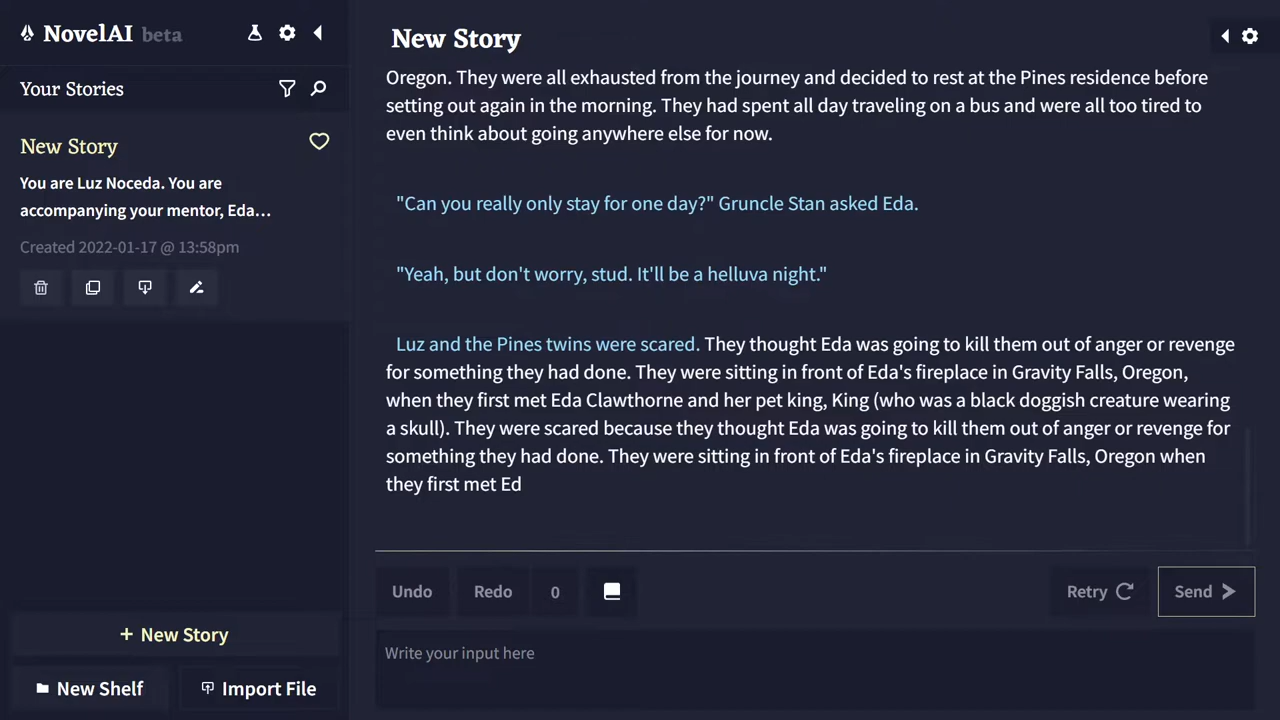 NovelAI beta
Your Stories
New Story
You are Luz Noceda. You are
accompanying your mentor, Eda...
Created 2022-01-17 @ 13:58pm
+ New Story
New Shelf
Import File
New Story
Oregon. They were all exhausted from the journey and decided to rest at the Pines residence before
setting out again in the morning. They had spent all day traveling on a bus and were all too tired to
even think about going anywhere else for now.
"Can you really only stay for one day?" Gruncle Stan asked Eda.
"Yeah, but don't worry, stud. It'll be a helluva night."
Luz and the Pines twins were scared. They thought Eda was going to kill them out of anger or revenge
for something they had done. They were sitting in front of Eda's fireplace in Gravity Falls, Oregon,
when they first met Eda Clawthorne and her pet king, King (who was a black doggish creature wearing
a skull). They were scared because they thought Eda was going to kill them out of anger or revenge for
something they had done. They were sitting in front of Eda's fireplace in Gravity Falls, Oregon when
they first met Ed
Undo
Redo
0
Retry
Send
Write your input here